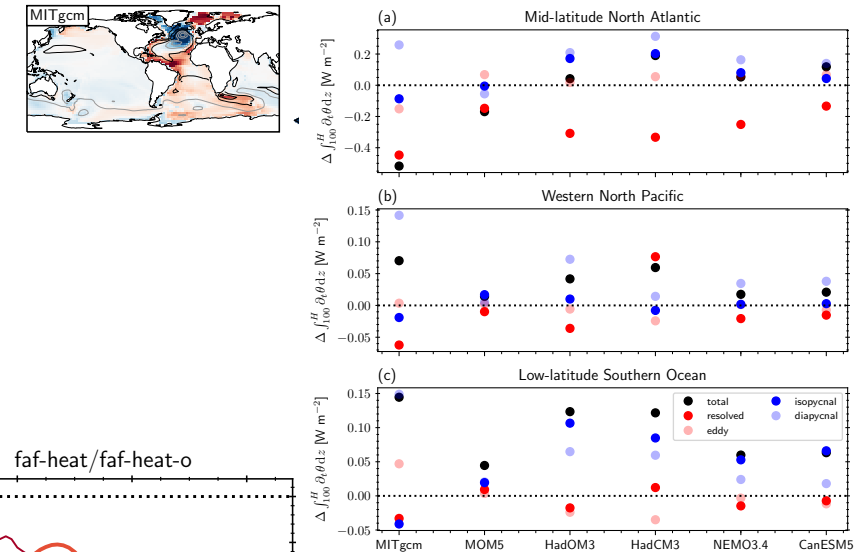 MITgcm
(a) Mid-latitude North Atlantic
Δ ∫₁₀₀ᴴ ∂ₜθ dz [W m⁻²]
0.2
0.0
−0.2
−0.4
(b) Western North Pacific
Δ ∫₁₀₀ᴴ ∂ₜθ dz [W m⁻²]
0.15
0.10
0.05
0.00
−0.05
(c) Low-latitude Southern Ocean
Δ ∫₁₀₀ᴴ ∂ₜθ dz [W m⁻²]
0.15
0.10
0.05
0.00
−0.05
total
resolved
eddy
isopycnal
diapycnal
MITgcm MOM5 HadOM3 HadCM3 NEMO3.4 CanESM5
faf-heat/faf-heat-o